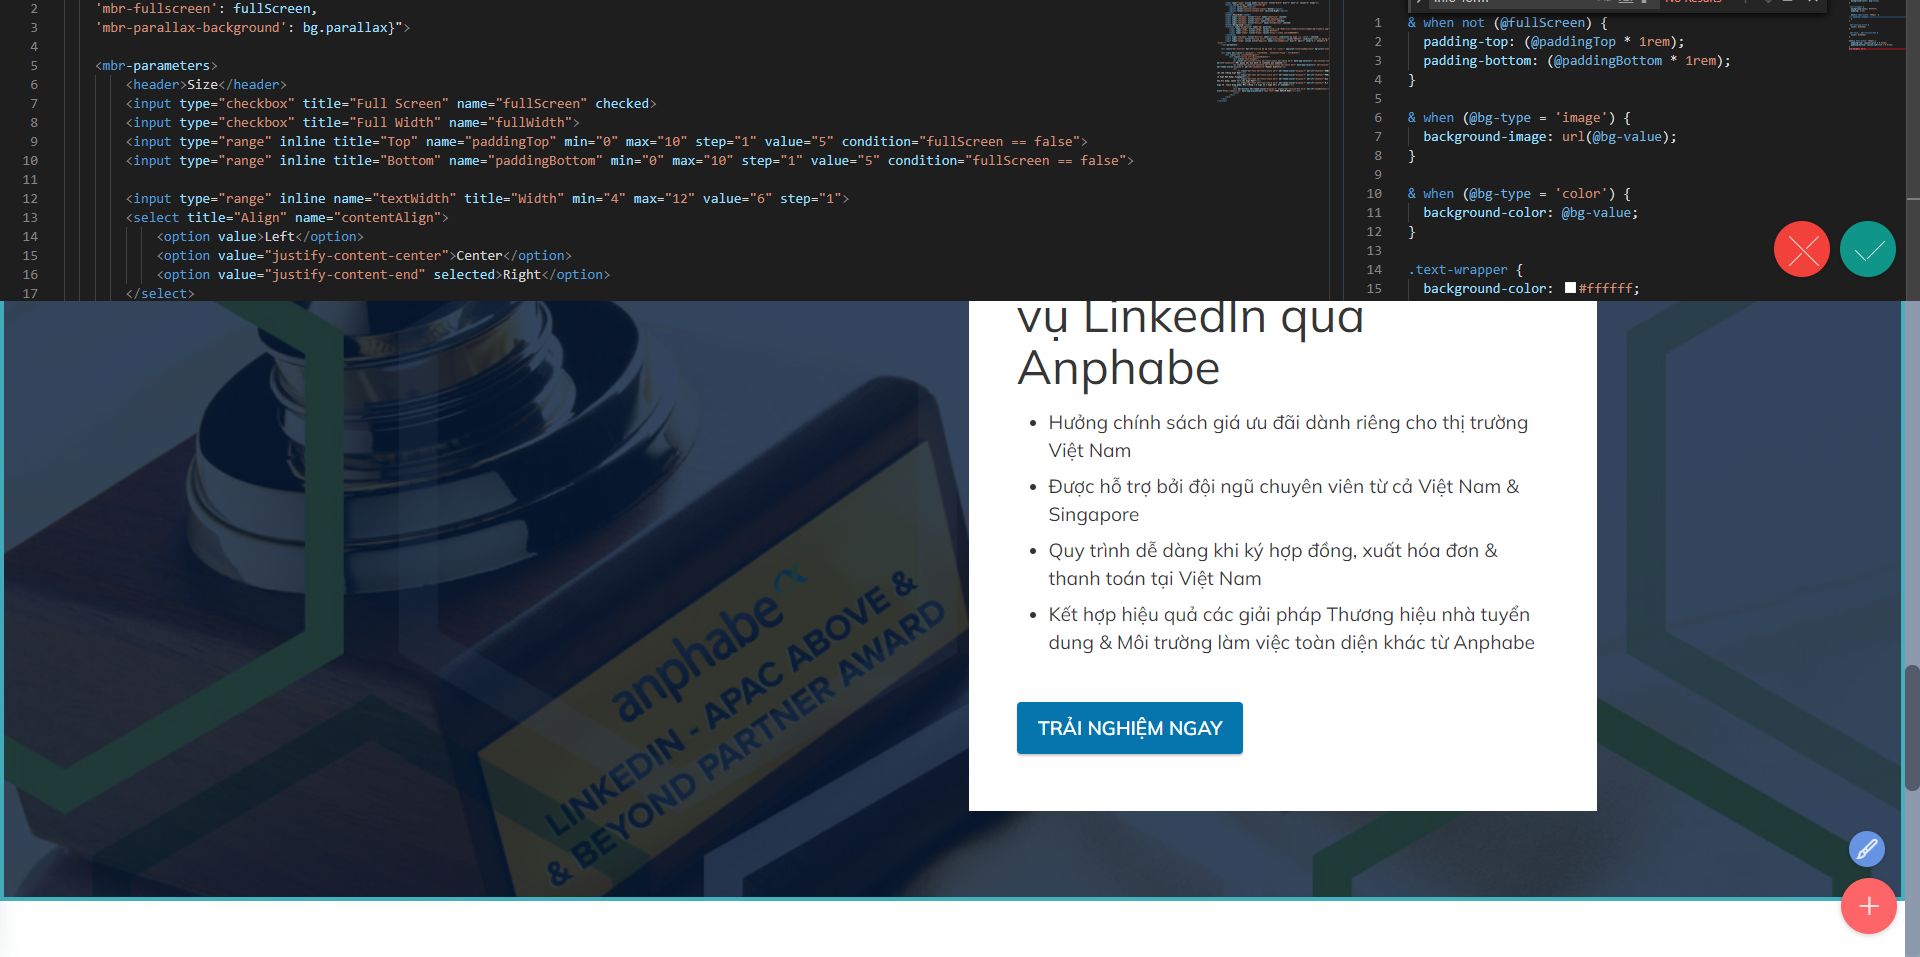 2 'mbr-fullscreen': fullScreen,
3 'mbr-parallax-background': bg.parallax}">
4
5 <mbr-parameters>
6 <header>Size</header>
7 <input type="checkbox" title="Full Screen" name="fullScreen" checked>
8 <input type="checkbox" title="Full Width" name="fullWidth">
9 <input type="range" inline title="Top" name="paddingTop" min="0" max="10" step="1" value="5" condition="fullScreen == false">
10 <input type="range" inline title="Bottom" name="paddingBottom" min="0" max="10" step="1" value="5" condition="fullScreen == false">
11
12 <input type="range" inline name="textWidth" title="Width" min="4" max="12" value="6" step="1">
13 <select title="Align" name="contentAlign">
14 <option value>Left</option>
15 <option value="justify-content-center">Center</option>
16 <option value="justify-content-end" selected>Right</option>
17 </select>
1 & when not (@fullScreen) {
2 padding-top: (@paddingTop * 1rem);
3 padding-bottom: (@paddingBottom * 1rem);
4 }
5
6 & when (@bg-type = 'image') {
7 background-image: url(@bg-value);
8 }
9
10 & when (@bg-type = 'color') {
11 background-color: @bg-value;
12 }
13
14 .text-wrapper {
15 background-color: #ffffff;
vụ LinkedIn qua
Anphabe
• Hưởng chính sách giá ưu đãi dành riêng cho thị trường
Việt Nam
• Được hỗ trợ bởi đội ngũ chuyên viên từ cả Việt Nam &
Singapore
• Quy trình dễ dàng khi ký hợp đồng, xuất hóa đơn &
thanh toán tại Việt Nam
• Kết hợp hiệu quả các giải pháp Thương hiệu nhà tuyển
dung & Môi trường làm việc toàn diện khác từ Anphabe
TRẢI NGHIỆM NGAY
anphabe
LINKEDIN - APAC ABOVE &
& BEYOND PARTNER AWARD